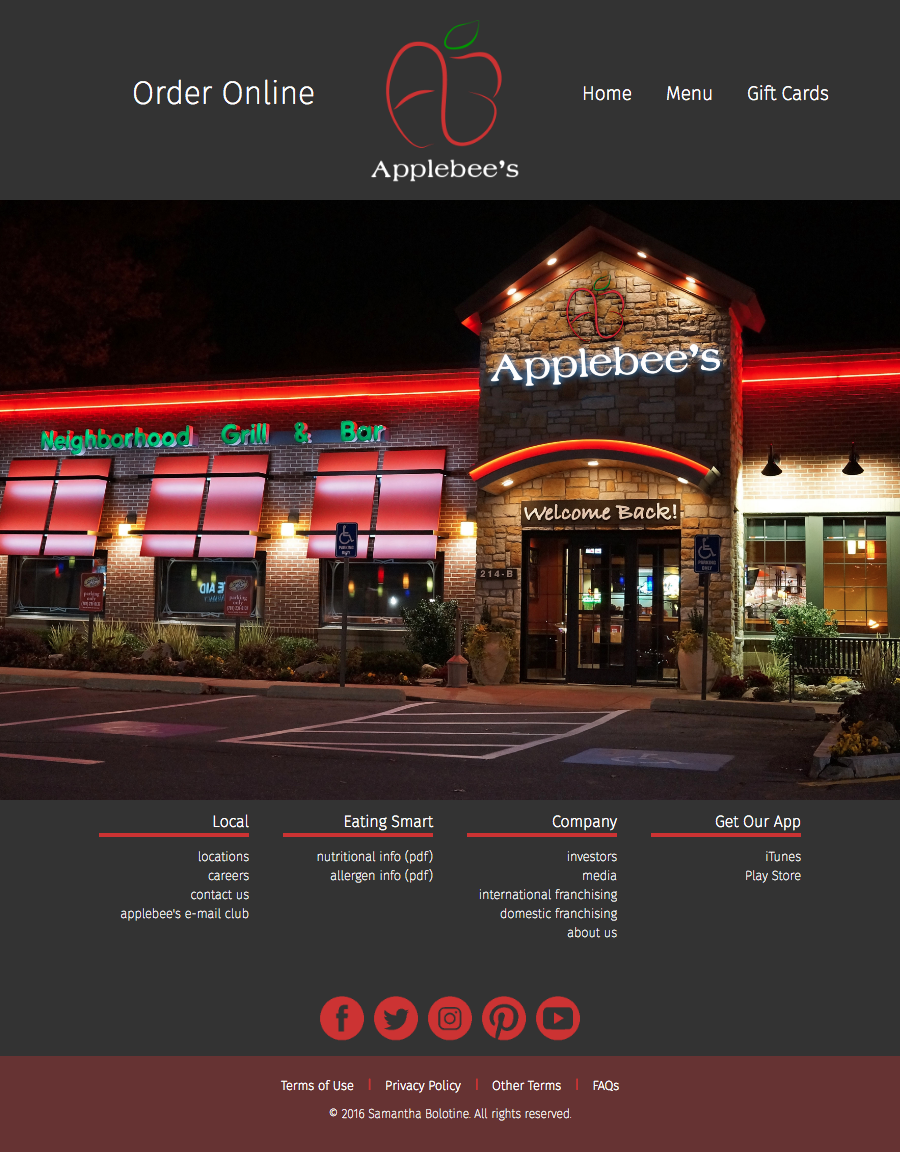 Order Online
Applebee's
Home
Menu
Gift Cards
Applebee's
Neighborhood Grill & Bar
Welcome Back!
214-B
PARKING ONLY
Local
locations
careers
contact us
applebee's e-mail club
Eating Smart
nutritional info (pdf)
allergen info (pdf)
Company
investors
media
international franchising
domestic franchising
about us
Get Our App
iTunes
Play Store
Terms of Use | Privacy Policy | Other Terms | FAQs
© 2016 Samantha Bolotine. All rights reserved.